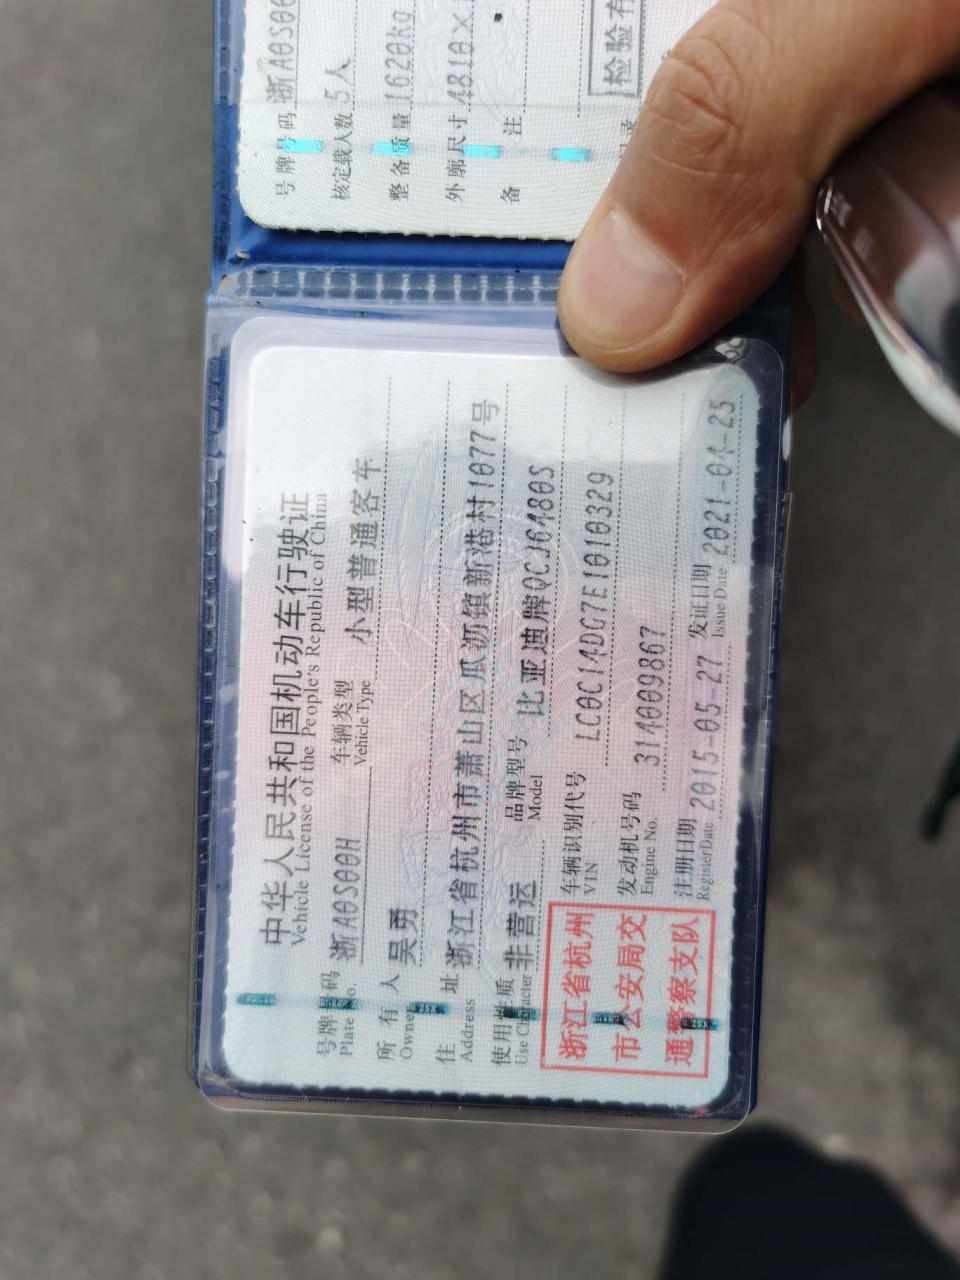 中华人民共和国机动车行驶证
Vehicle License of the People's Republic of China
号牌号码 浙A0S00H 车辆类型 小型普通客车
Plate No. Vehicle Type
所有人 吴勇
Owner
住址 浙江省杭州市萧山区瓜沥镇新港村1077号
Address
使用性质 非营运 品牌型号 比亚迪牌QCJ6480S
Use Character Model
车辆识别代号 LC0C14DG7E1010329
VIN
发动机号码 314009867
Engine No.
注册日期 2015-05-27 发证日期 2021-04-25
Register Date Issue Date
浙江省杭州
市公安局交
通警察支队
号牌号码 浙A0S00
核定载人数 5人
整备质量 1620kg
外廓尺寸 4810×
备注
检验有